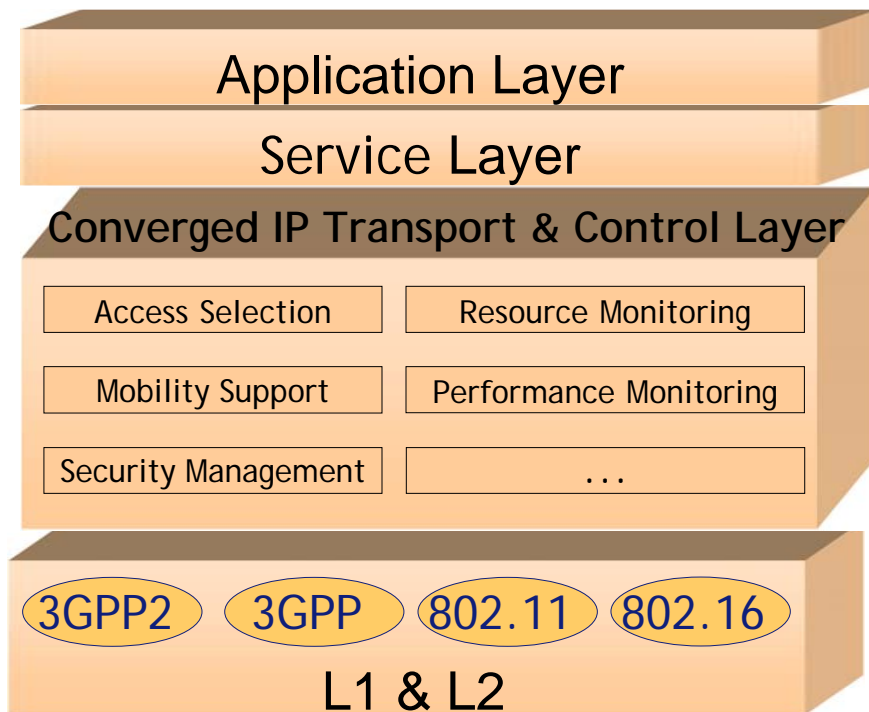 Application Layer
Service Layer
Converged IP Transport & Control Layer
Access Selection
Resource Monitoring
Mobility Support
Performance Monitoring
Security Management
...
3GPP2
3GPP
802.11
802.16
L1 & L2